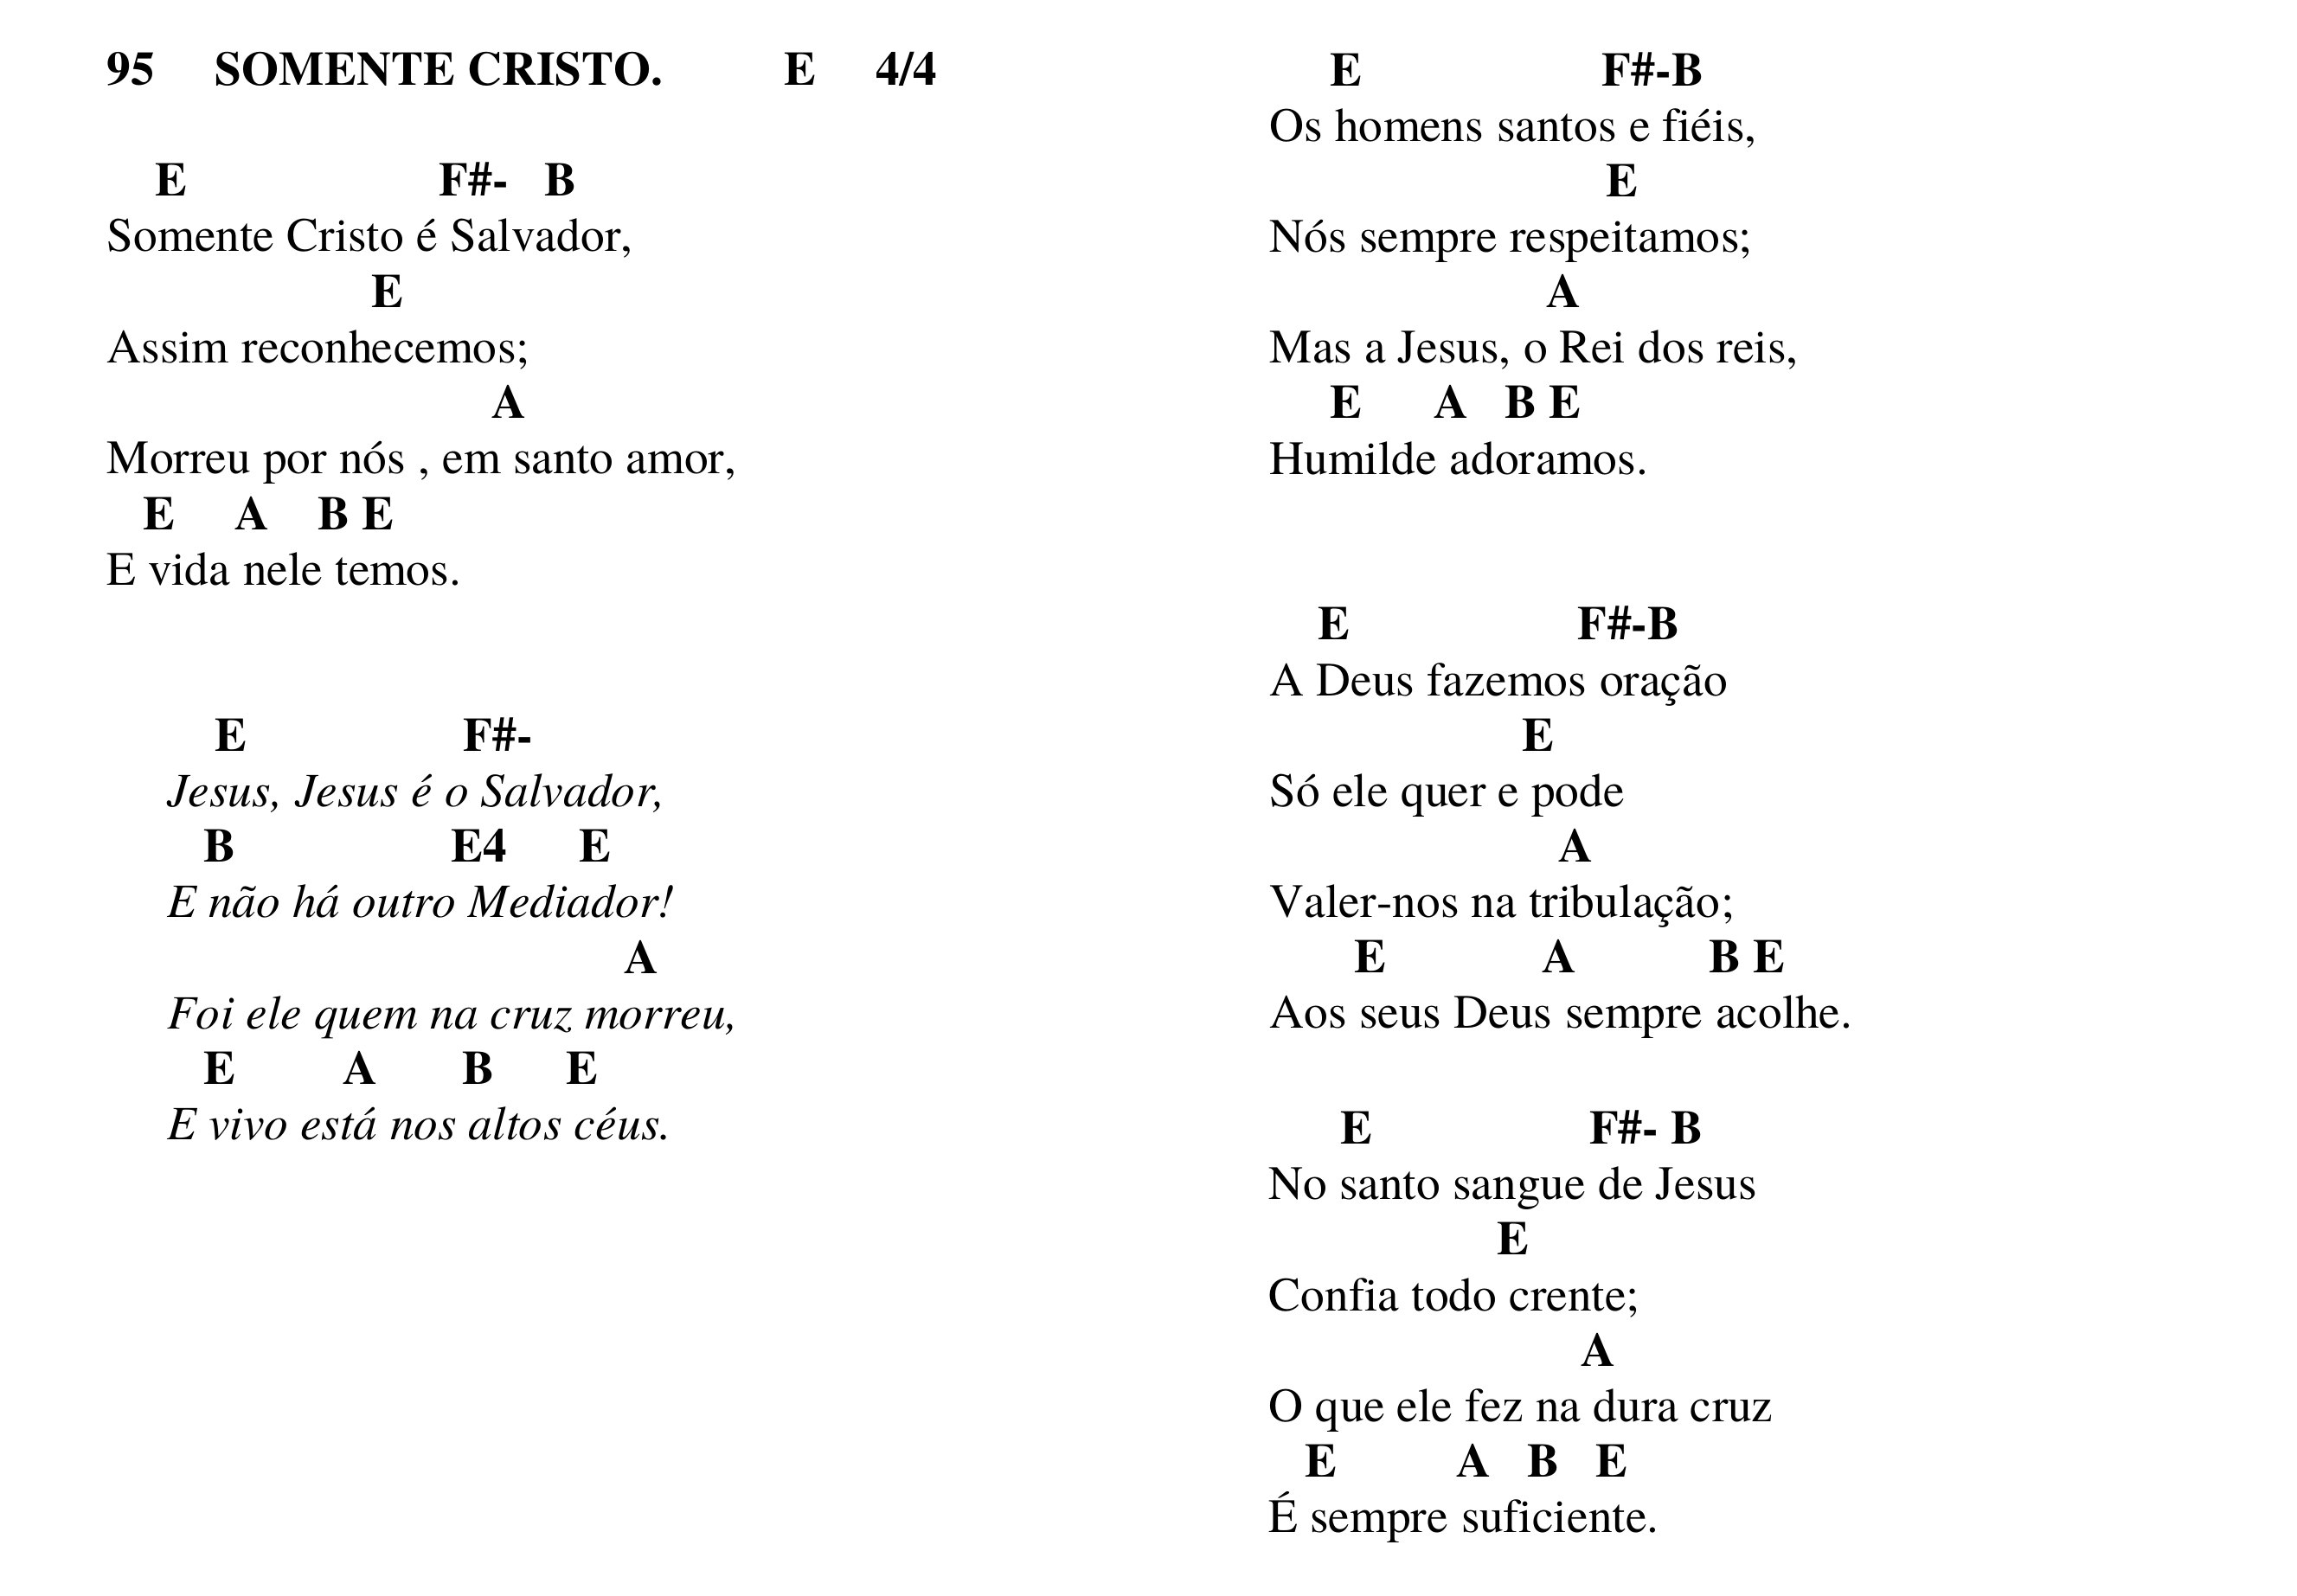 95 SOMENTE CRISTO. E 4/4
E F#- B
Somente Cristo é Salvador,
E
Assim reconhecemos;
A
Morreu por nós , em santo amor,
E A B E
E vida nele temos.
E F#-
Jesus, Jesus é o Salvador,
B E4 E
E não há outro Mediador!
A
Foi ele quem na cruz morreu,
E A B E
E vivo está nos altos céus.
E F#-B
Os homens santos e fiéis,
E
Nós sempre respeitamos;
A
Mas a Jesus, o Rei dos reis,
E A B E
Humilde adoramos.
E F#-B
A Deus fazemos oração
E
Só ele quer e pode
A
Valer-nos na tribulação;
E A B E
Aos seus Deus sempre acolhe.
E F#- B
No santo sangue de Jesus
E
Confia todo crente;
A
O que ele fez na dura cruz
E A B E
É sempre suficiente.